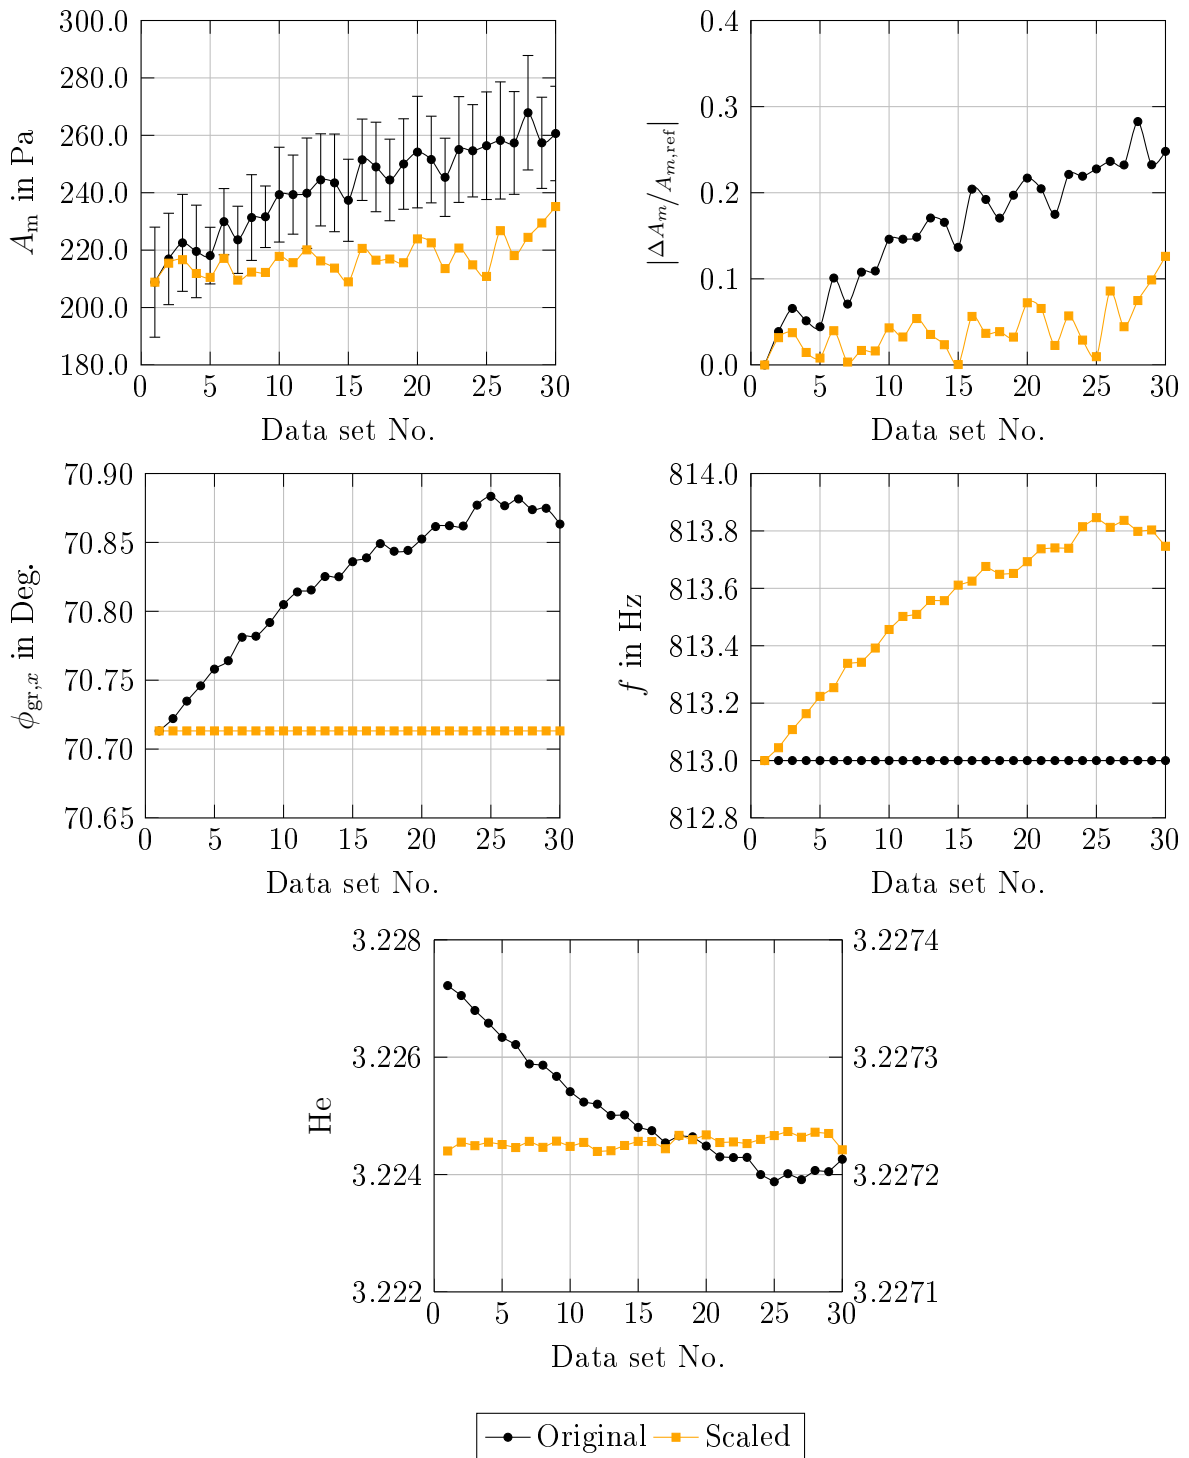 300.0
280.0
260.0
240.0
220.0
200.0
180.0
A_m in Pa
0 5 10 15 20 25 30
Data set No.
0.4
0.3
0.2
0.1
0.0
|ΔA_m/A_{m,ref}|
0 5 10 15 20 25 30
Data set No.
70.90
70.85
70.80
70.75
70.70
70.65
ϕ_{gr,x} in Deg.
0 5 10 15 20 25 30
Data set No.
814.0
813.8
813.6
813.4
813.2
813.0
812.8
f in Hz
0 5 10 15 20 25 30
Data set No.
3.228 3.2274
3.226 3.2273
3.224 3.2272
3.222 3.2271
He
0 5 10 15 20 25 30
Data set No.
Original Scaled